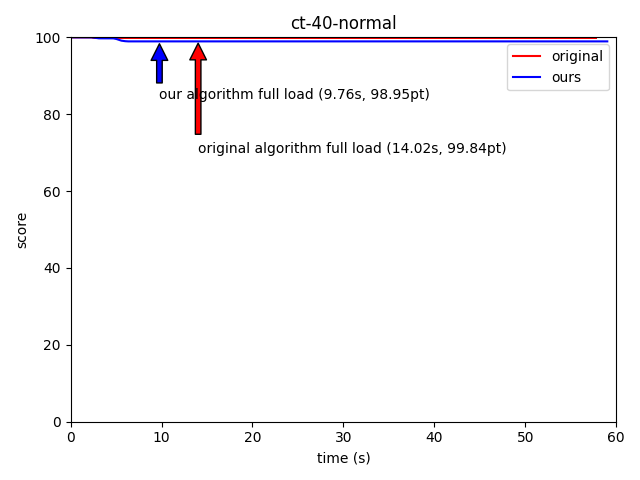 ct-40-normal
100
80
60
40
20
0
score
original
ours
our algorithm full load (9.76s, 98.95pt)
original algorithm full load (14.02s, 99.84pt)
0 10 20 30 40 50 60
time (s)